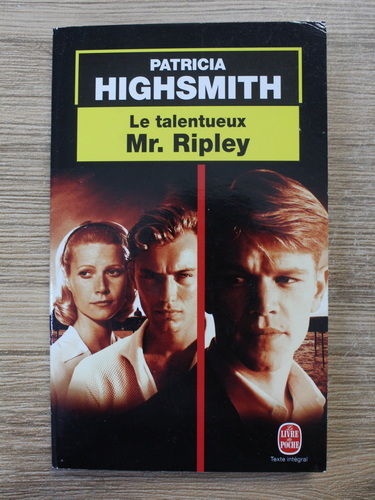 PATRICIA
HIGHSMITH
Le talentueux
Mr. Ripley
le
LIVRE
de
POCHE
Texte intégral